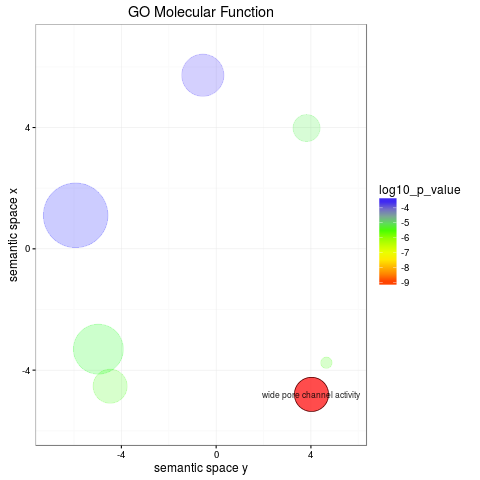 GO Molecular Function
semantic space x
4
0
-4
wide pore channel activity
-4
0
4
semantic space y
log10_p_value
-4
-5
-6
-7
-8
-9